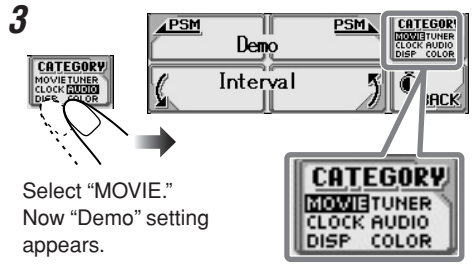 3
CATEGORY
MOVIE TUNER
CLOCK AUDIO
DISP COLOR
Select “MOVIE.”
Now “Demo” setting
appears.
PSM PSM
Demo
Interval
CATEGORY
MOVIE TUNER
CLOCK AUDIO
DISP COLOR
BACK
CATEGORY
MOVIE TUNER
CLOCK AUDIO
DISP COLOR